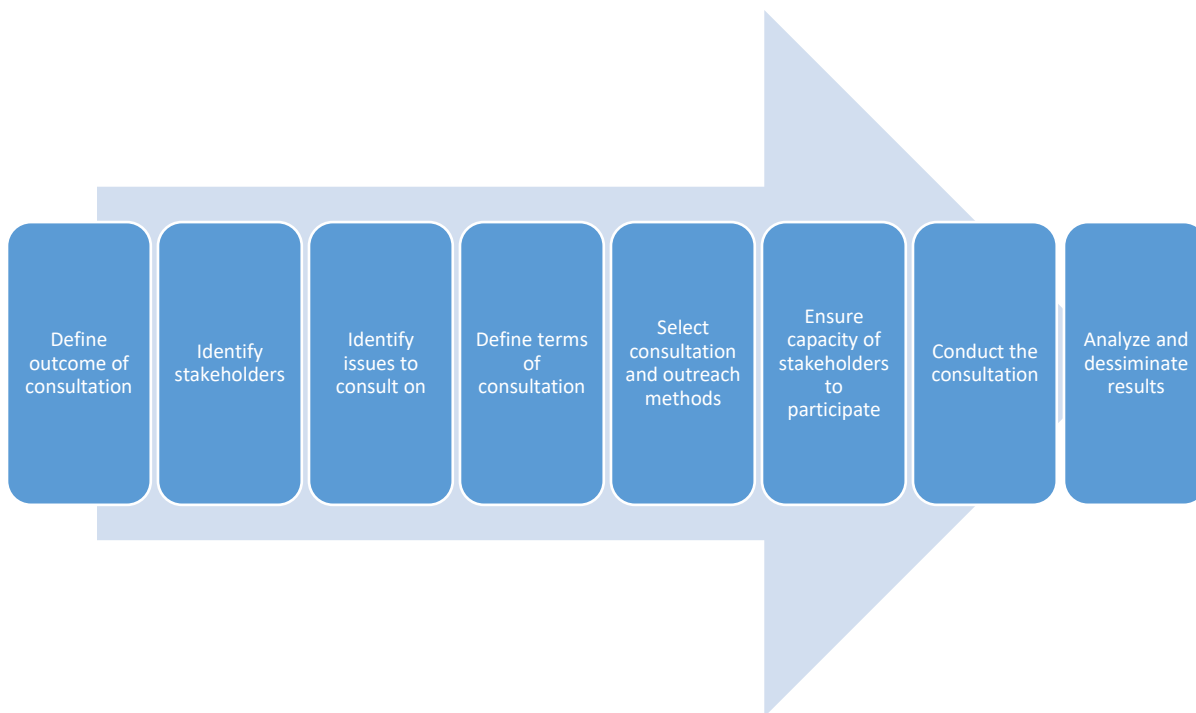 Define
outcome of
consultation
Identify
stakeholders
Identify
issues to
consult on
Define terms
of
consultation
Select
consultation
and outreach
methods
Ensure
capacity of
stakeholders
to
participate
Conduct the
consultation
Analyze and
dessiminate
results